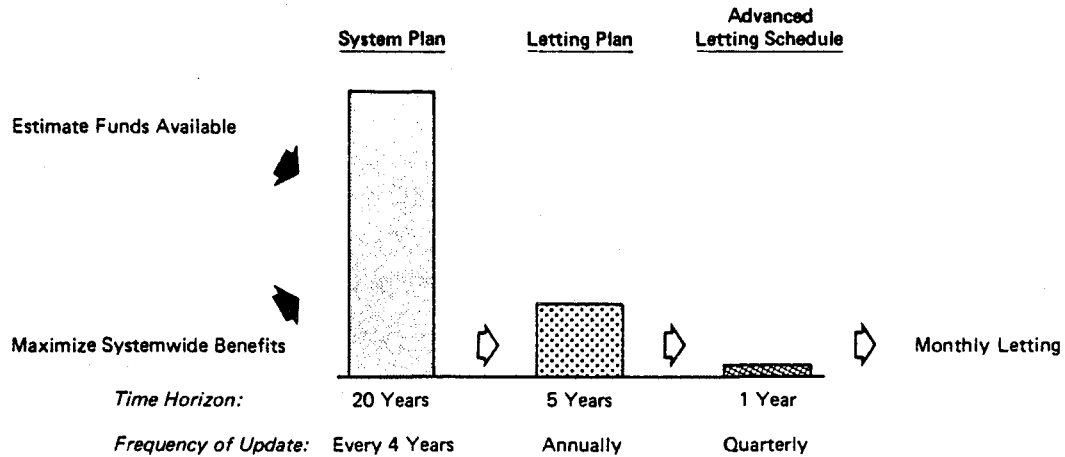 System Plan
Letting Plan
Advanced
Letting Schedule
Estimate Funds Available
Maximize Systemwide Benefits
Monthly Letting
Time Horizon:
20 Years
5 Years
1 Year
Frequency of Update:
Every 4 Years
Annually
Quarterly